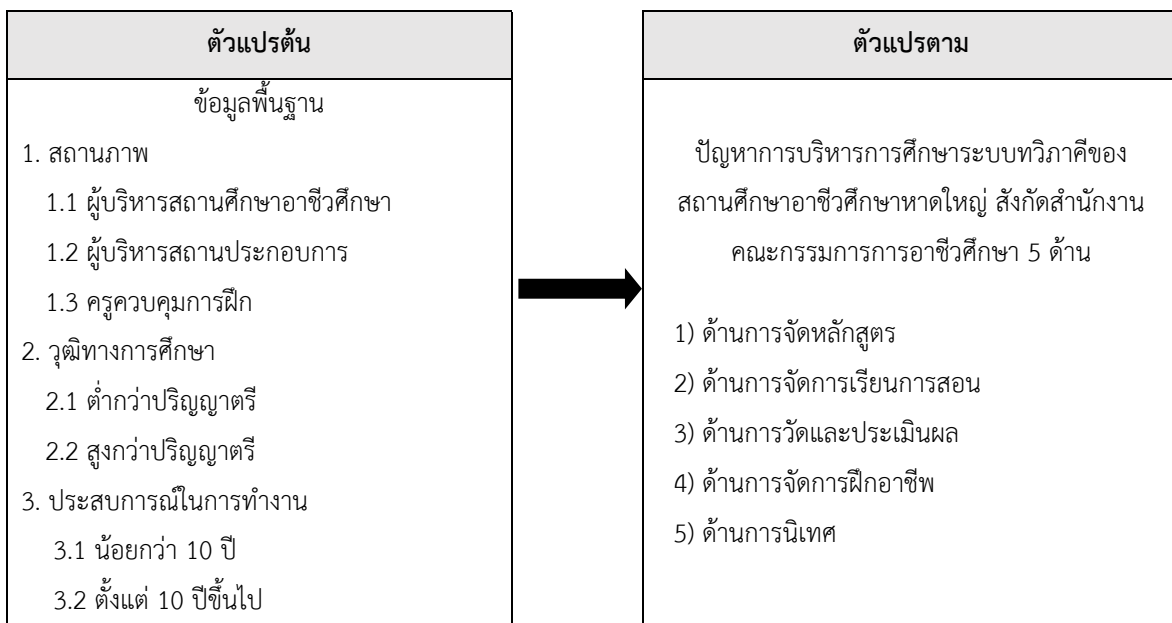 ตัวแปรต้น
ข้อมูลพื้นฐาน
1. สถานภาพ
1.1 ผู้บริหารสถานศึกษาอาชีวศึกษา
1.2 ผู้บริหารสถานประกอบการ
1.3 ครูควบคุมการฝึก
2. วุฒิทางการศึกษา
2.1 ต่ำกว่าปริญญาตรี
2.2 สูงกว่าปริญญาตรี
3. ประสบการณ์ในการทำงาน
3.1 น้อยกว่า 10 ปี
3.2 ตั้งแต่ 10 ปีขึ้นไป
ตัวแปรตาม
ปัญหาการบริหารการศึกษาระบบทวิภาคีของ
สถานศึกษาอาชีวศึกษาหาดใหญ่ สังกัดสำนักงาน
คณะกรรมการการอาชีวศึกษา 5 ด้าน
1) ด้านการจัดหลักสูตร
2) ด้านการจัดการเรียนการสอน
3) ด้านการวัดและประเมินผล
4) ด้านการจัดการฝึกอาชีพ
5) ด้านการนิเทศ